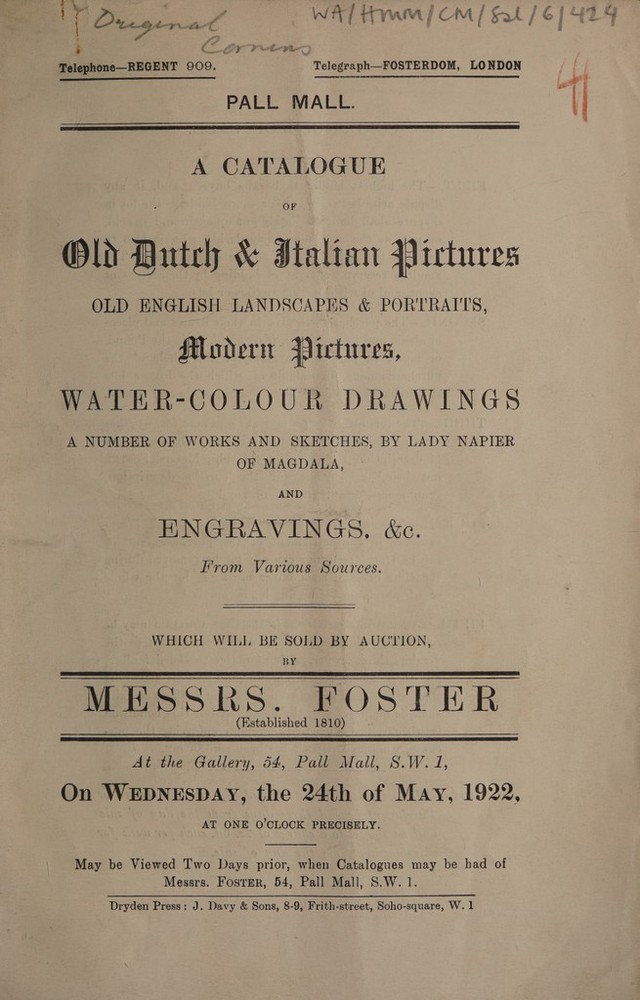 Original WA/HMM/CM/Sal/6/424
Telephone—REGENT 909. Telegraph—FOSTERDOM, LONDON
PALL MALL.
A CATALOGUE
OF
Old Dutch & Italian Pictures
OLD ENGLISH LANDSCAPES & PORTRAITS,
Modern Pictures,
WATER-COLOUR DRAWINGS
A NUMBER OF WORKS AND SKETCHES, BY LADY NAPIER
OF MAGDALA,
AND
ENGRAVINGS, &c.
From Various Sources.
WHICH WILL BE SOLD BY AUCTION,
BY
MESSRS. FOSTER
(Established 1810)
At the Gallery, 54, Pall Mall, S.W. 1,
On WEDNESDAY, the 24th of MAY, 1922,
AT ONE O'CLOCK PRECISELY.
May be Viewed Two Days prior, when Catalogues may be had of
Messrs. FOSTER, 54, Pall Mall, S.W. 1.
Dryden Press: J. Davy & Sons, 8-9, Frith-street, Soho-square, W. 1